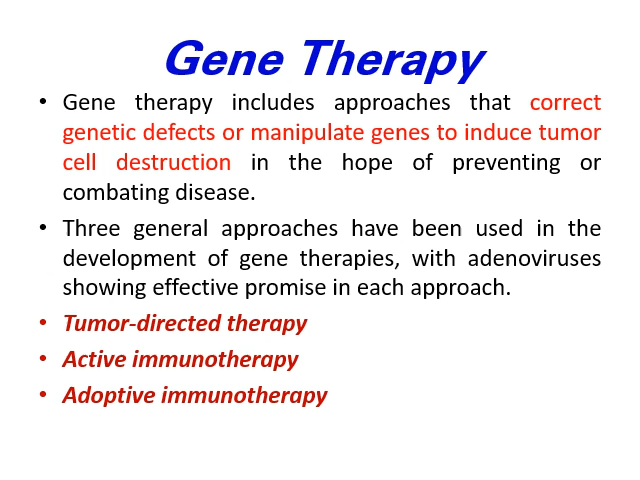 Gene Therapy
• Gene therapy includes approaches that correct
genetic defects or manipulate genes to induce tumor
cell destruction in the hope of preventing or
combating disease.
• Three general approaches have been used in the
development of gene therapies, with adenoviruses
showing effective promise in each approach.
• Tumor-directed therapy
• Active immunotherapy
• Adoptive immunotherapy